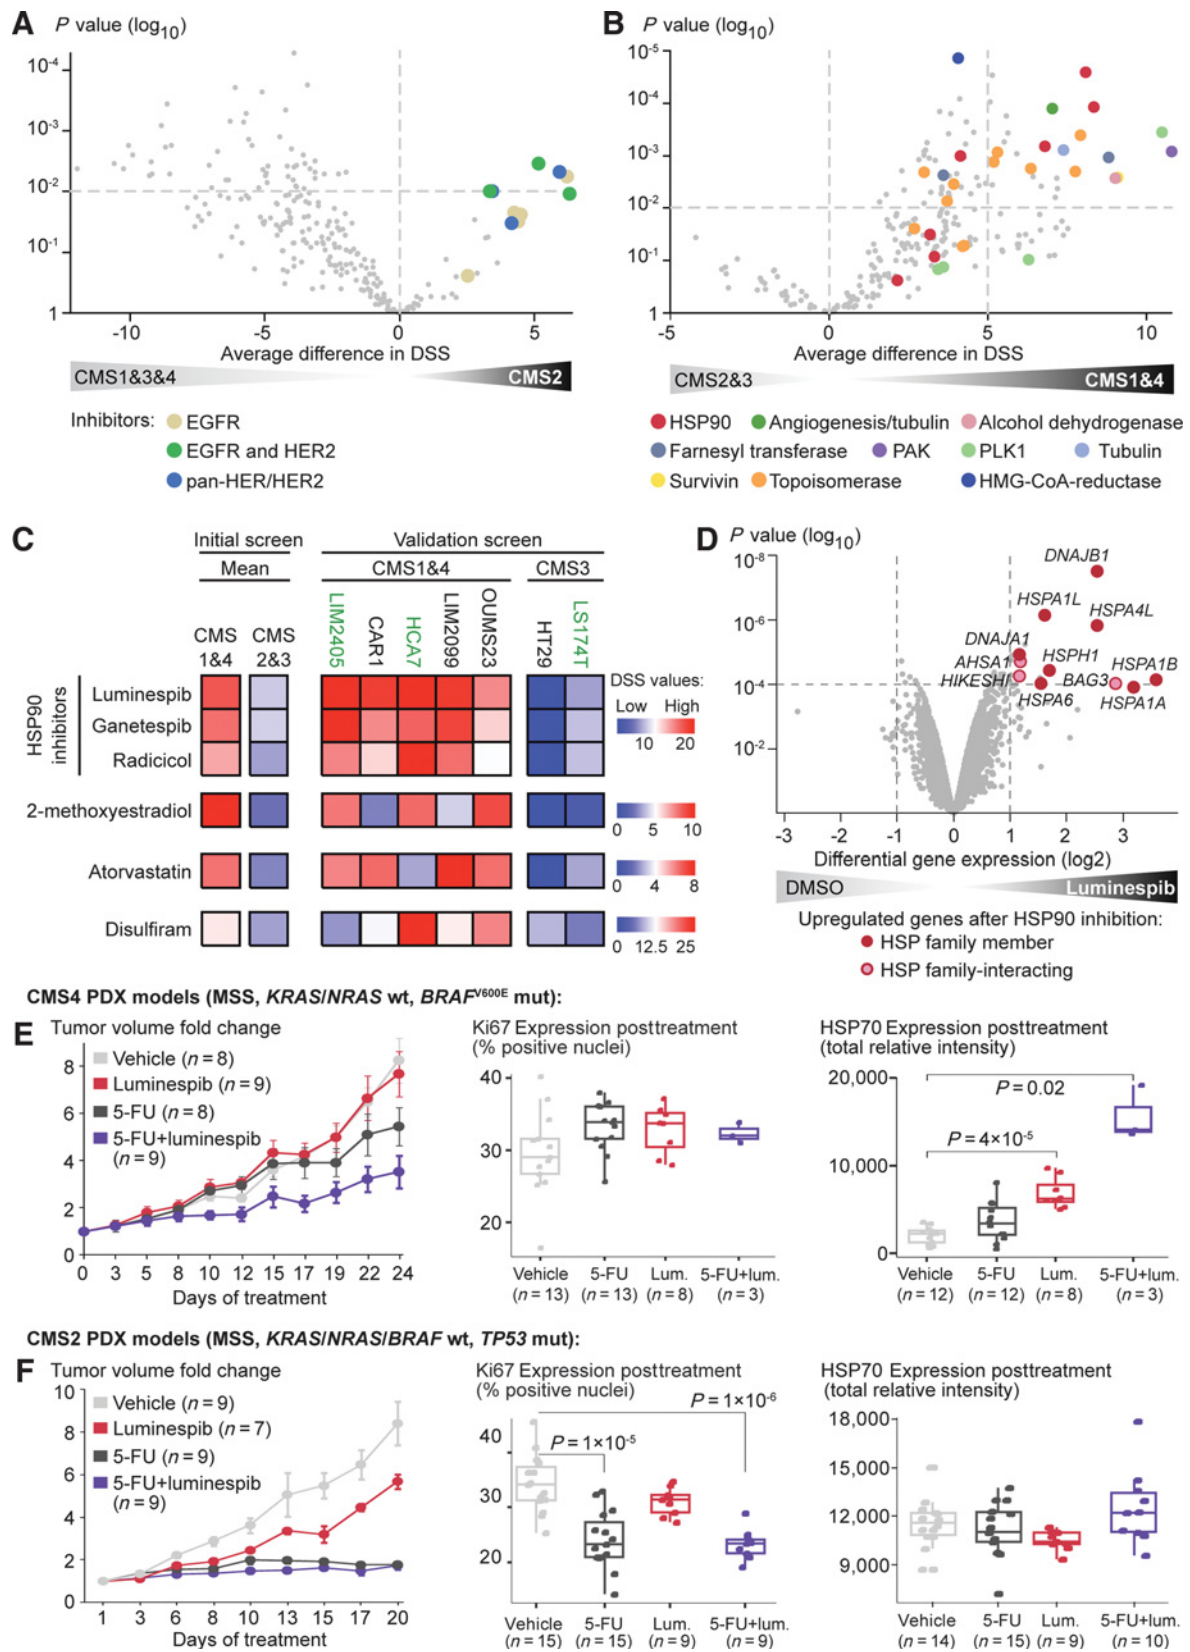 A
P value (log10)
10-4
10-3
10-2
10-1
1
-10
-5
0
5
Average difference in DSS
CMS1&3&4
CMS2
Inhibitors:
EGFR
EGFR and HER2
pan-HER/HER2
B
P value (log10)
10-5
10-4
10-3
10-2
10-1
1
-5
0
5
10
Average difference in DSS
CMS2&3
CMS1&4
HSP90
Angiogenesis/tubulin
Alcohol dehydrogenase
Farnesyl transferase
PAK
PLK1
Tubulin
Survivin
Topoisomerase
HMG-CoA-reductase
C
Initial screen
Validation screen
Mean
CMS1&4
CMS3
CMS 1&4
CMS 2&3
LIM2405
CAR1
HCA7
LIM2099
OUMS23
HT29
LS174T
HSP90 inhibitors
Luminespib
Ganetespib
Radicicol
2-methoxyestradiol
Atorvastatin
Disulfiram
DSS values:
Low High
10 20
0 5 10
0 4 8
0 12.5 25
D
P value (log10)
10-8
10-6
10-4
10-2
DNAJB1
HSPA1L
HSPA4L
DNAJA1
AHSA1
HSPH1
HSPA1B
HIKESHI
BAG3
HSPA6
HSPA1A
-3 -2 -1 0 1 2 3
Differential gene expression (log2)
DMSO
Luminespib
Upregulated genes after HSP90 inhibition:
HSP family member
HSP family-interacting
CMS4 PDX models (MSS, KRAS/NRAS wt, BRAFV600E mut):
E
Tumor volume fold change
8
6
4
2
0
Vehicle (n = 8)
Luminespib (n = 9)
5-FU (n = 8)
5-FU+luminespib
(n = 9)
0 3 5 8 10 12 15 17 19 22 24
Days of treatment
Ki67 Expression posttreatment
(% positive nuclei)
40
30
20
Vehicle 5-FU Lum. 5-FU+lum.
(n = 13) (n = 13) (n = 8) (n = 3)
HSP70 Expression posttreatment
(total relative intensity)
20,000
10,000
0
P = 0.02
P = 4×10-5
Vehicle 5-FU Lum. 5-FU+lum.
(n = 12) (n = 12) (n = 8) (n = 3)
CMS2 PDX models (MSS, KRAS/NRAS/BRAF wt, TP53 mut):
F
Tumor volume fold change
10
8
6
4
2
0
Vehicle (n = 9)
Luminespib (n = 7)
5-FU (n = 9)
5-FU+luminespib
(n = 9)
1 3 6 8 10 13 15 17 20
Days of treatment
Ki67 Expression posttreatment
(% positive nuclei)
40
30
20
P = 1×10-6
P = 1×10-5
Vehicle 5-FU Lum. 5-FU+lum.
(n = 15) (n = 15) (n = 9) (n = 9)
HSP70 Expression posttreatment
(total relative intensity)
18,000
15,000
12,000
9,000
Vehicle 5-FU Lum. 5-FU+lum.
(n = 14) (n = 15) (n = 9) (n = 10)